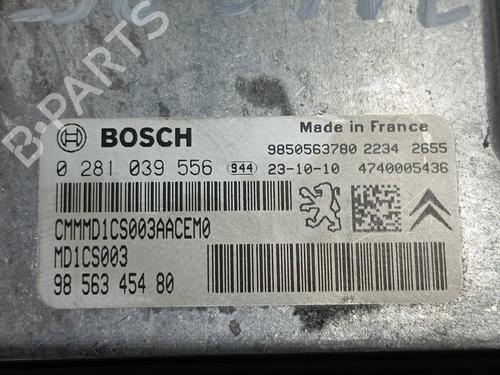 BOSCH
Made in France
9850563780 2234 2655
0 281 039 556 944 23-10-10 4740005436
CMMMD1CS003AACEM0
MD1CS003
98 563 454 80
B-PARTS